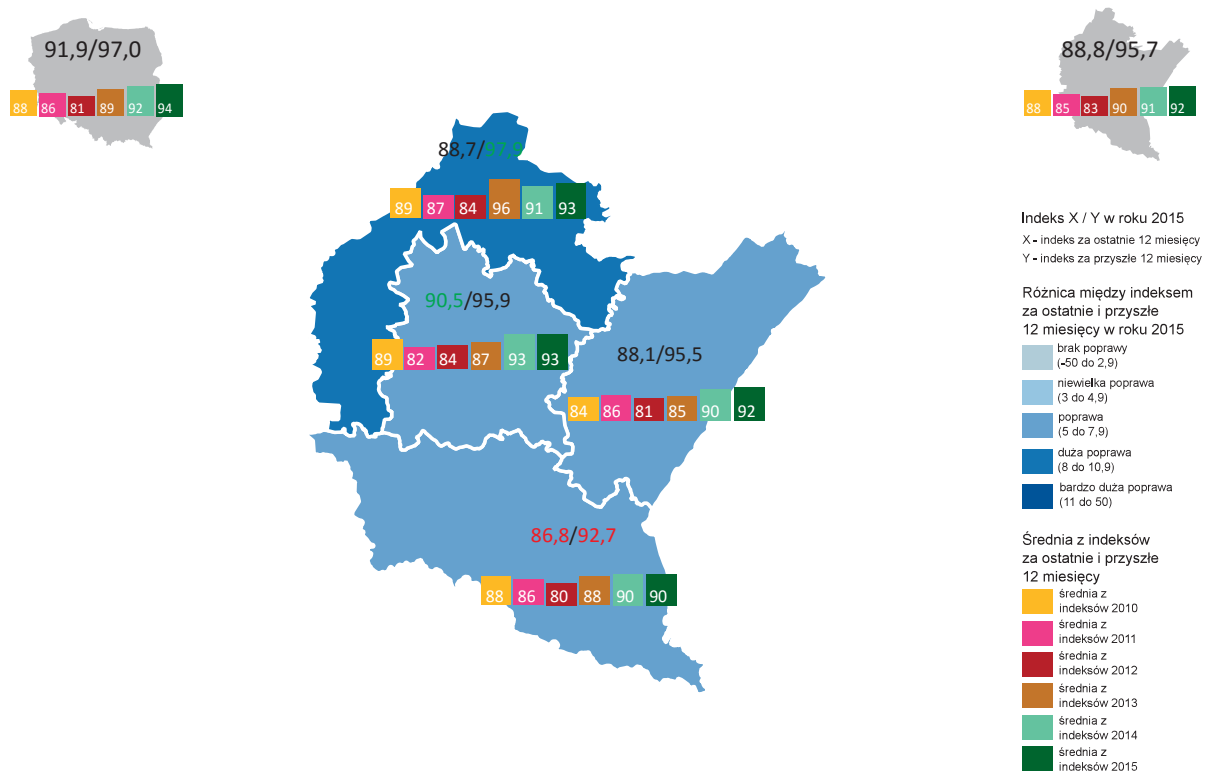 91,9/97,0
88 86 81 89 92 94
88,8/95,7
88 85 83 90 91 92
88,7/97,9
89 87 84 96 91 93
90,5/95,9
89 82 84 87 93 93
88,1/95,5
84 86 81 85 90 92
86,8/92,7
88 86 80 88 90 90
Indeks X / Y w roku 2015
X - indeks za ostatnie 12 miesięcy
Y - indeks za przyszłe 12 miesięcy
Różnica między indeksem
za ostatnie i przyszłe
12 miesięcy w roku 2015
brak poprawy
(-50 do 2,9)
niewielka poprawa
(3 do 4,9)
poprawa
(5 do 7,9)
duża poprawa
(8 do 10,9)
bardzo duża poprawa
(11 do 50)
Średnia z indeksów
za ostatnie i przyszłe
12 miesięcy
średnia z
indeksów 2010
średnia z
indeksów 2011
średnia z
indeksów 2012
średnia z
indeksów 2013
średnia z
indeksów 2014
średnia z
indeksów 2015